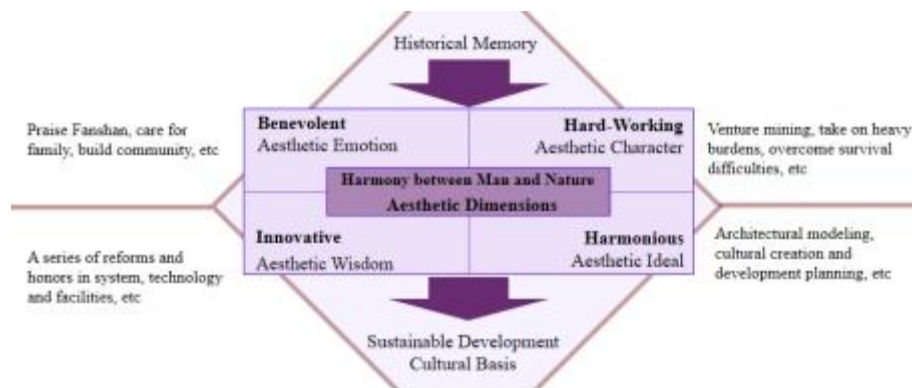 Historical Memory
Praise Fanshan, care for
family, build community, etc
Benevolent
Aesthetic Emotion
Hard-Working
Aesthetic Character
Venture mining, take on heavy
burdens, overcome survival
difficulties, etc
Harmony between Man and Nature
Aesthetic Dimensions
A series of reforms and
honors in system, technology
and facilities, etc
Innovative
Aesthetic Wisdom
Harmonious
Aesthetic Ideal
Architectural modeling,
cultural creation and
development planning, etc
Sustainable Development
Cultural Basis